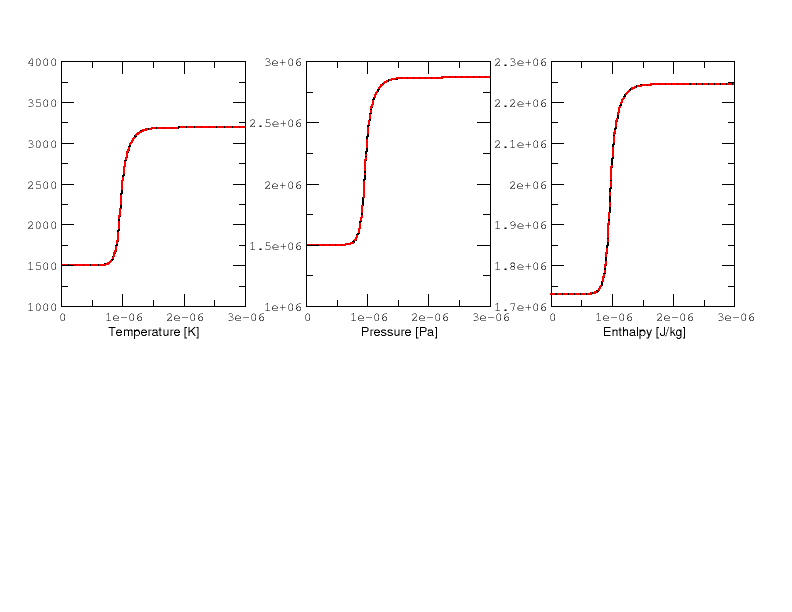 4000
3500
3000
2500
2000
1500
1000
0 1e-06 2e-06 3e-06
Temperature [K]
3e+06
2.5e+06
2e+06
1.5e+06
1e+06
0 1e-06 2e-06 3e-06
Pressure [Pa]
2.3e+06
2.2e+06
2.1e+06
2e+06
1.9e+06
1.8e+06
1.7e+06
0 1e-06 2e-06 3e-06
Enthalpy [J/kg]